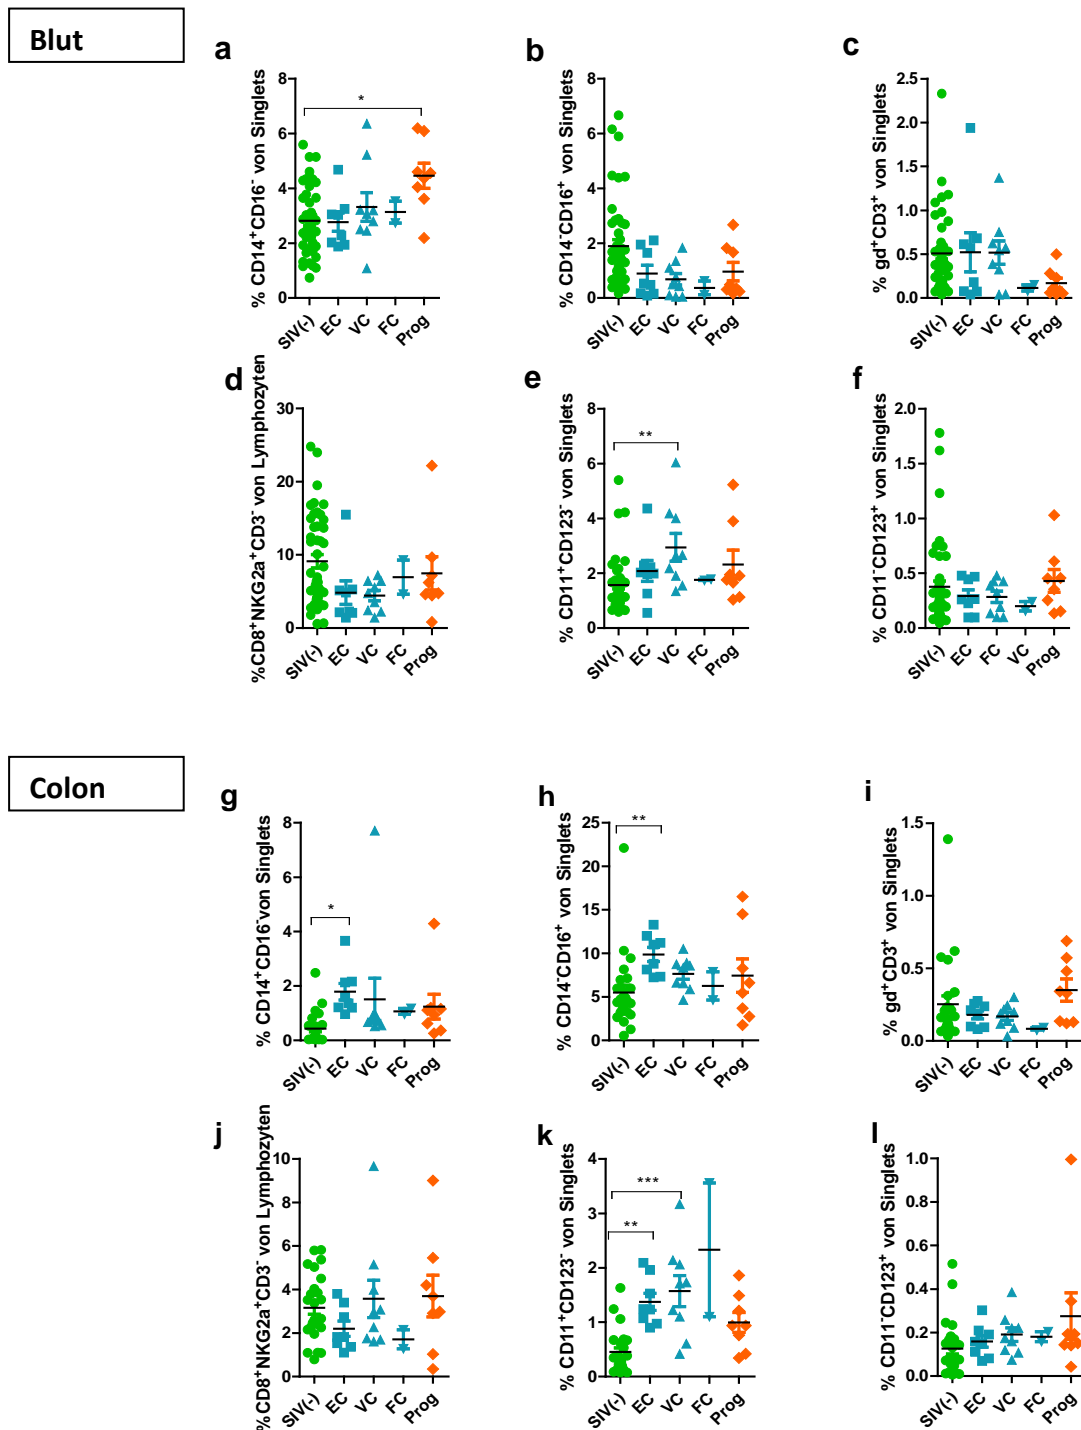 Blut
a
% CD14+CD16- von Singlets
8
6
4
2
0
*
SIV(-) EC VC FC Prog
b
% CD14-CD16+ von Singlets
8
6
4
2
0
SIV(-) EC VC FC Prog
c
% gd+CD3+ von Singlets
2.5
2.0
1.5
1.0
0.5
0.0
SIV(-) EC VC FC Prog
d
%CD8+NKG2a+CD3- von Lymphozyten
30
20
10
0
SIV(-) EC VC FC Prog
e
% CD11+CD123- von Singlets
8
6
4
2
0
**
SIV(-) EC VC FC Prog
f
% CD11-CD123+ von Singlets
2.0
1.5
1.0
0.5
0.0
SIV(-) EC FC VC Prog
Colon
g
% CD14+CD16-von Singlets
8
6
4
2
0
*
SIV(-) EC VC FC Prog
h
% CD14-CD16+ von Singlets
25
20
15
10
5
0
**
SIV(-) EC VC FC Prog
i
% gd+CD3+ von Singlets
1.5
1.0
0.5
0.0
SIV(-) EC VC FC Prog
j
%CD8+NKG2a+CD3- von Lymphozyten
10
8
6
4
2
0
SIV(-) EC VC FC Prog
k
% CD11+CD123- von Singlets
4
3
2
1
0
***
**
SIV(-) EC VC FC Prog
l
% CD11-CD123+ von Singlets
1.0
0.8
0.6
0.4
0.2
0.0
SIV(-) EC VC FC Prog